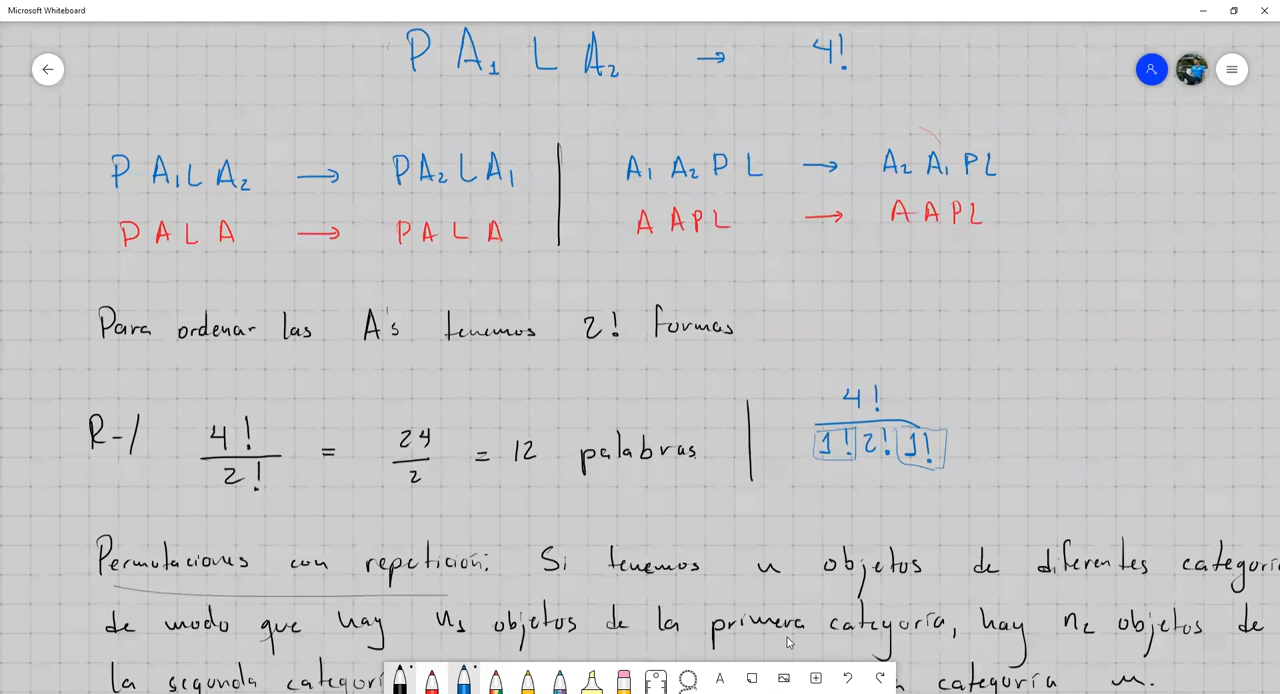 Microsoft Whiteboard
P A₁ L A₂ → 4!
P A₁ L A₂ → P A₂ L A₁ | A₁ A₂ P L → A₂ A₁ P L
P A L A → P A L A | A A P L → A A P L
Para ordenar las A's tenemos 2! formas
R-/ 4!/2! = 24/2 = 12 palabras | 4!/1! 2! 1!
Permutaciones con repetición: Si tenemos n objetos de diferentes categorí
de modo que hay n₁ objetos de la primera categoría, hay n₂ objetos de
la segunda categorí categoría m.